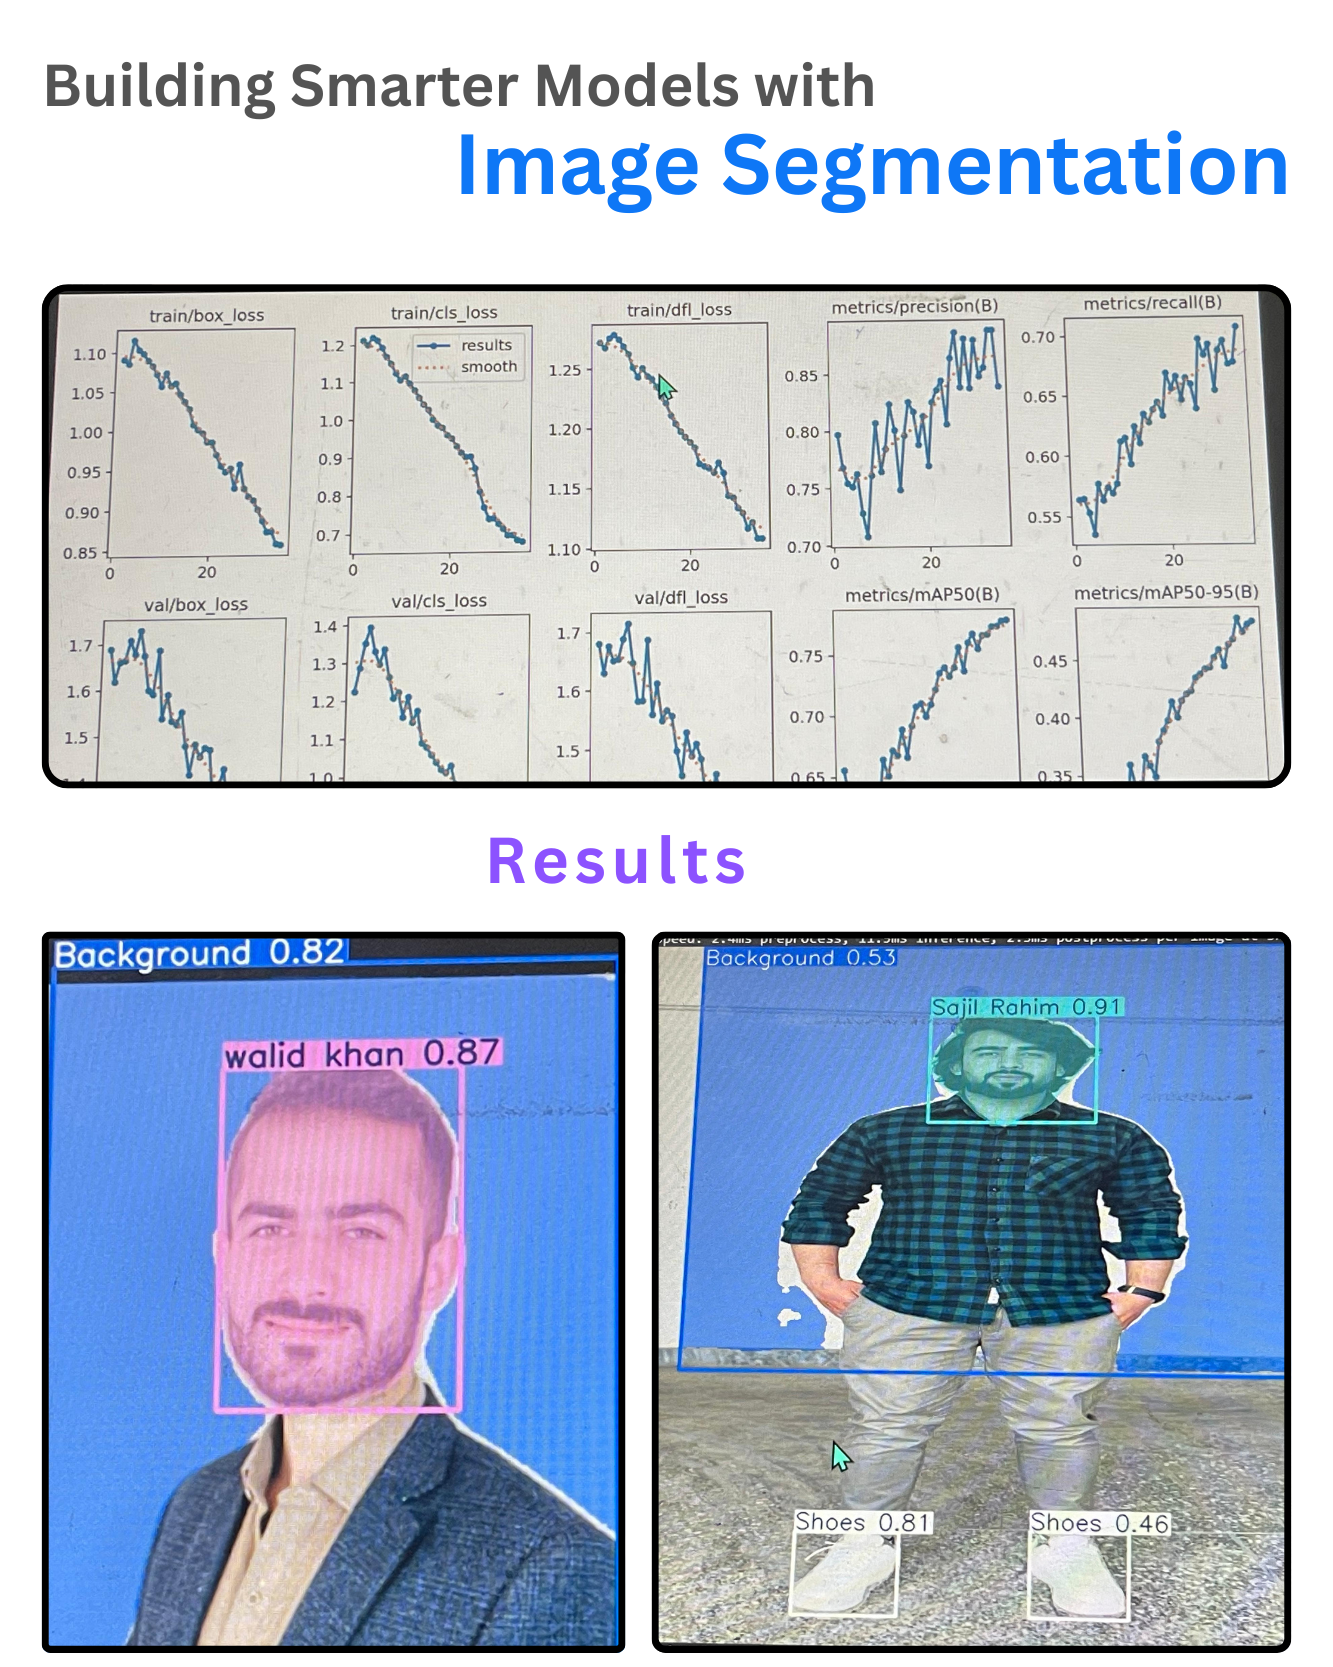 Building Smarter Models with
Image Segmentation
train/box_loss
train/cls_loss
train/dfl_loss
metrics/precision(B)
metrics/recall(B)
results
smooth
1.10
1.05
1.00
0.95
0.90
0.85
0 20
1.2
1.1
1.0
0.9
0.8
0.7
0 20
1.25
1.20
1.15
1.10
0 20
0.85
0.80
0.75
0.70
0 20
0.70
0.65
0.60
0.55
0 20
val/box_loss
val/cls_loss
val/dfl_loss
metrics/mAP50(B)
metrics/mAP50-95(B)
1.7
1.6
1.5
1.4
1.3
1.2
1.1
1.0
1.7
1.6
1.5
0.75
0.70
0.65
0.45
0.40
0.35
Results
Background 0.82
walid khan 0.87
preprocess, inference, postprocess per image at
Background 0.53
Sajil Rahim 0.91
Shoes 0.81
Shoes 0.46